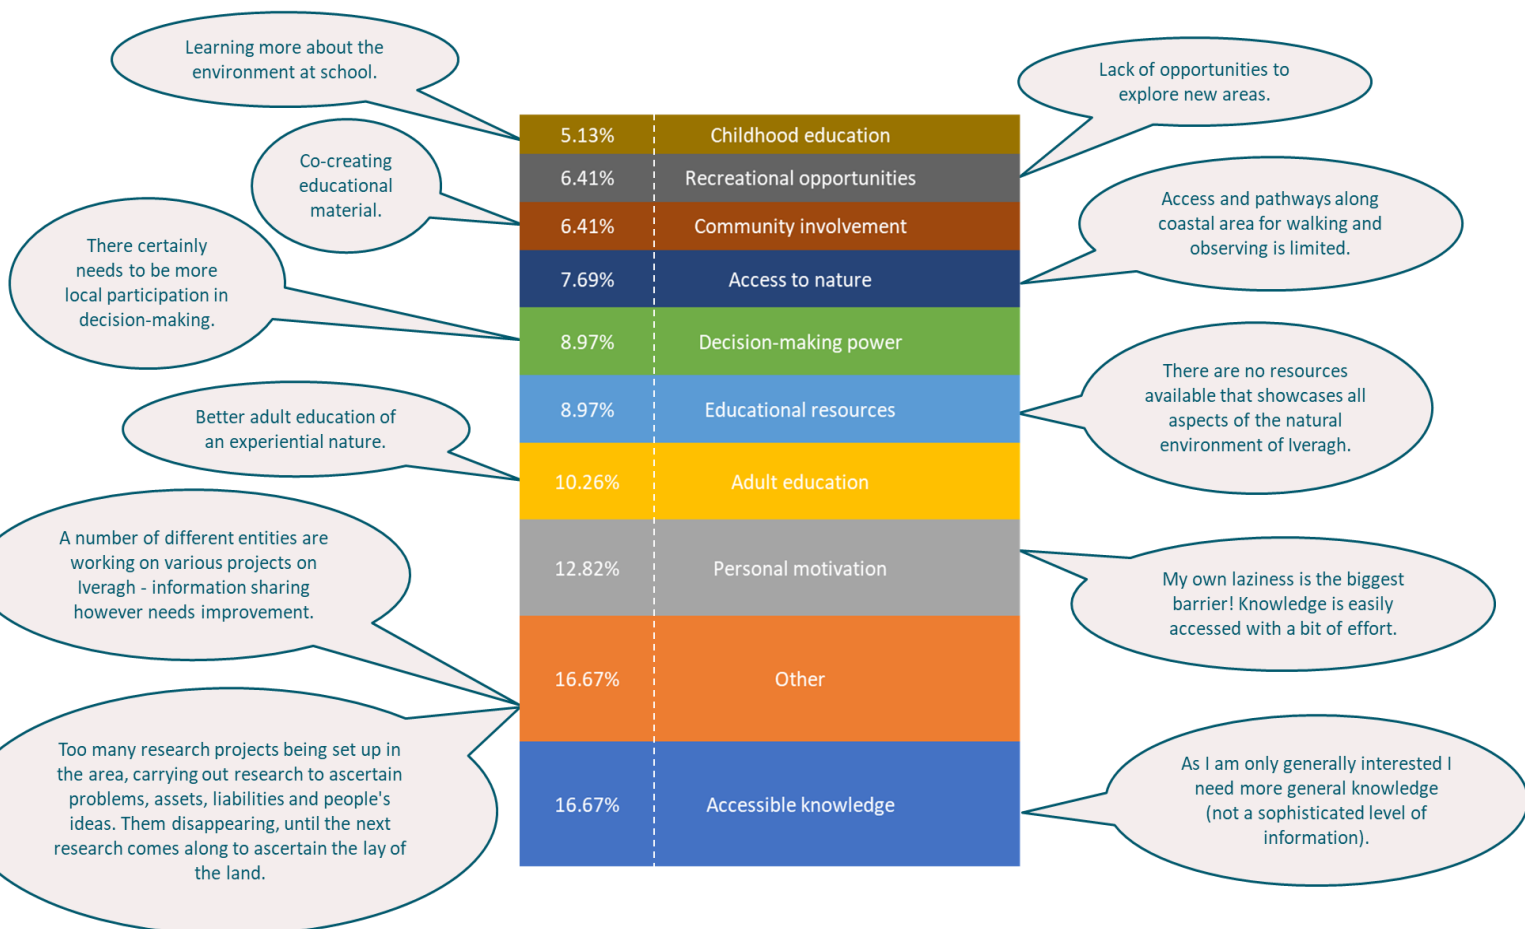 Learning more about the
environment at school.
Lack of opportunities to
explore new areas.
5.13% Childhood education
Co-creating
educational
material.
6.41% Recreational opportunities
Access and pathways along
coastal area for walking and
observing is limited.
6.41% Community involvement
There certainly
needs to be more
local participation in
decision-making.
7.69% Access to nature
8.97% Decision-making power
There are no resources
available that showcases all
aspects of the natural
environment of Iveragh.
8.97% Educational resources
Better adult education of
an experiential nature.
10.26% Adult education
A number of different entities are
working on various projects on
Iveragh - information sharing
however needs improvement.
12.82% Personal motivation
My own laziness is the biggest
barrier! Knowledge is easily
accessed with a bit of effort.
16.67% Other
Too many research projects being set up in
the area, carrying out research to ascertain
problems, assets, liabilities and people's
ideas. Them disappearing, until the next
research comes along to ascertain the lay of
the land.
16.67% Accessible knowledge
As I am only generally interested I
need more general knowledge
(not a sophisticated level of
information).